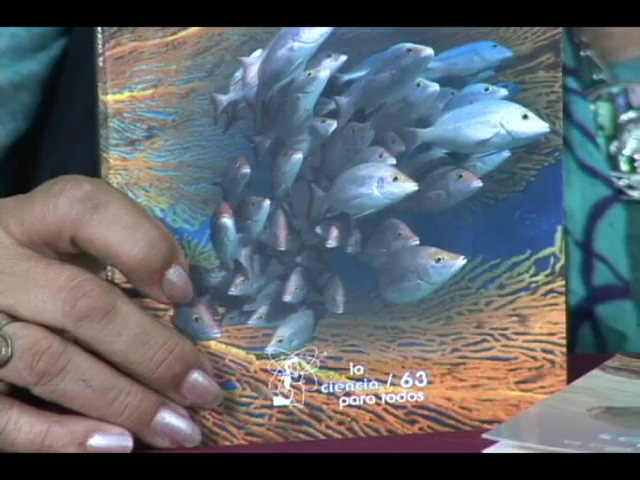 la
ciencia / 63
para todos